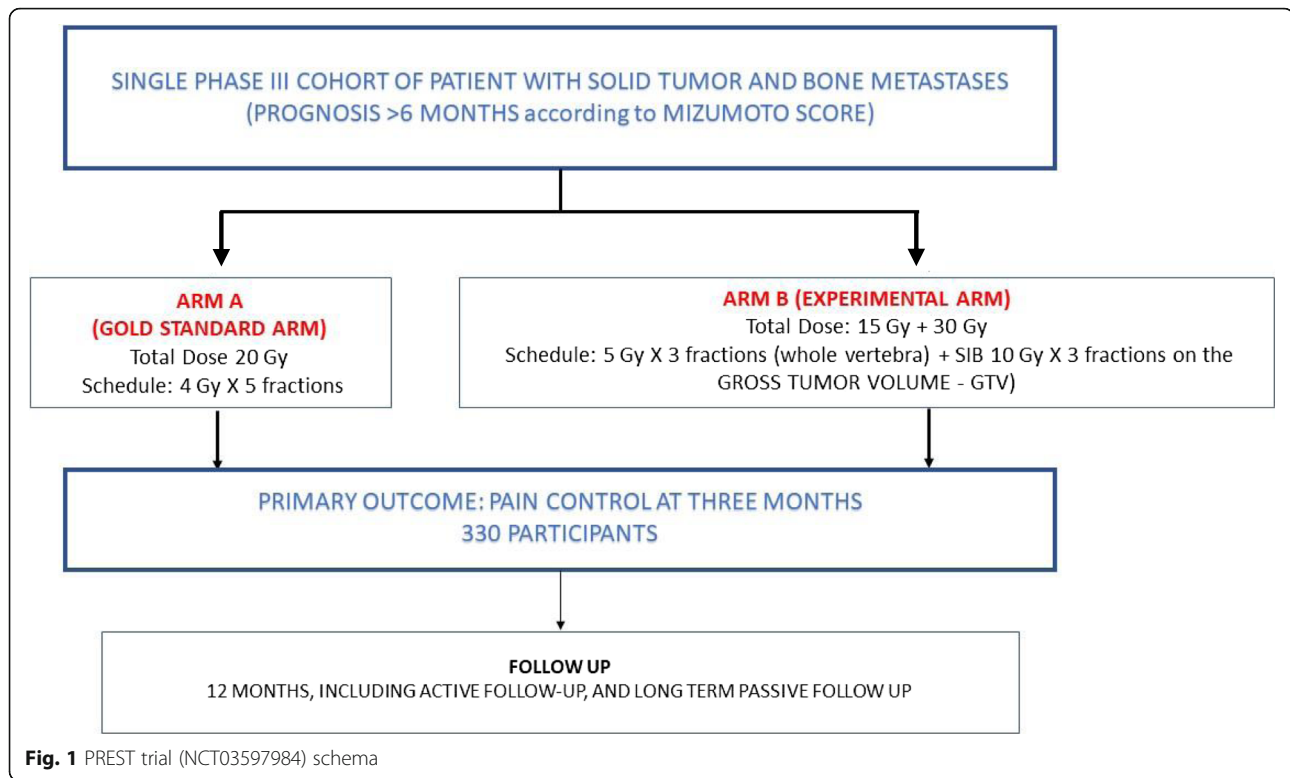 SINGLE PHASE III COHORT OF PATIENT WITH SOLID TUMOR AND BONE METASTASES
(PROGNOSIS >6 MONTHS according to MIZUMOTO SCORE)
ARM A
(GOLD STANDARD ARM)
Total Dose 20 Gy
Schedule: 4 Gy X 5 fractions
ARM B (EXPERIMENTAL ARM)
Total Dose: 15 Gy + 30 Gy
Schedule: 5 Gy X 3 fractions (whole vertebra) + SIB 10 Gy X 3 fractions on the
GROSS TUMOR VOLUME - GTV)
PRIMARY OUTCOME: PAIN CONTROL AT THREE MONTHS
330 PARTICIPANTS
FOLLOW UP
12 MONTHS, INCLUDING ACTIVE FOLLOW-UP, AND LONG TERM PASSIVE FOLLOW UP
Fig. 1 PREST trial (NCT03597984) schema